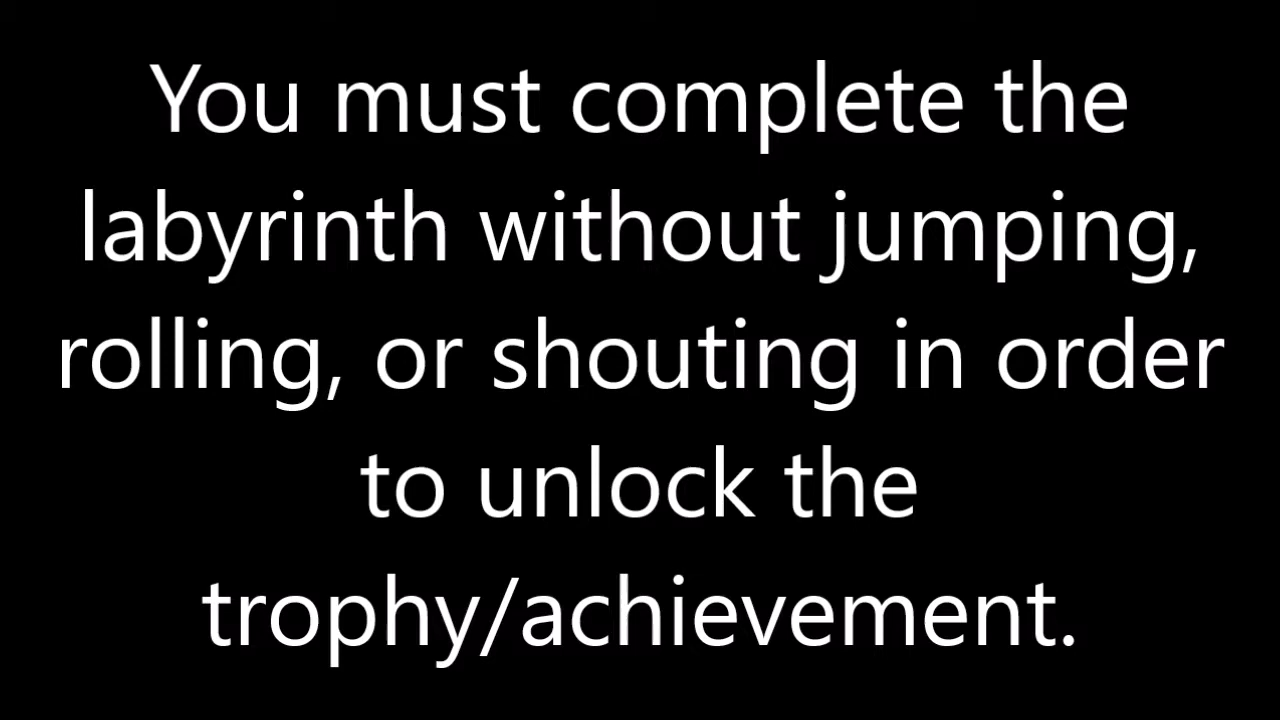 You must complete the
labyrinth without jumping,
rolling, or shouting in order
to unlock the
trophy/achievement.